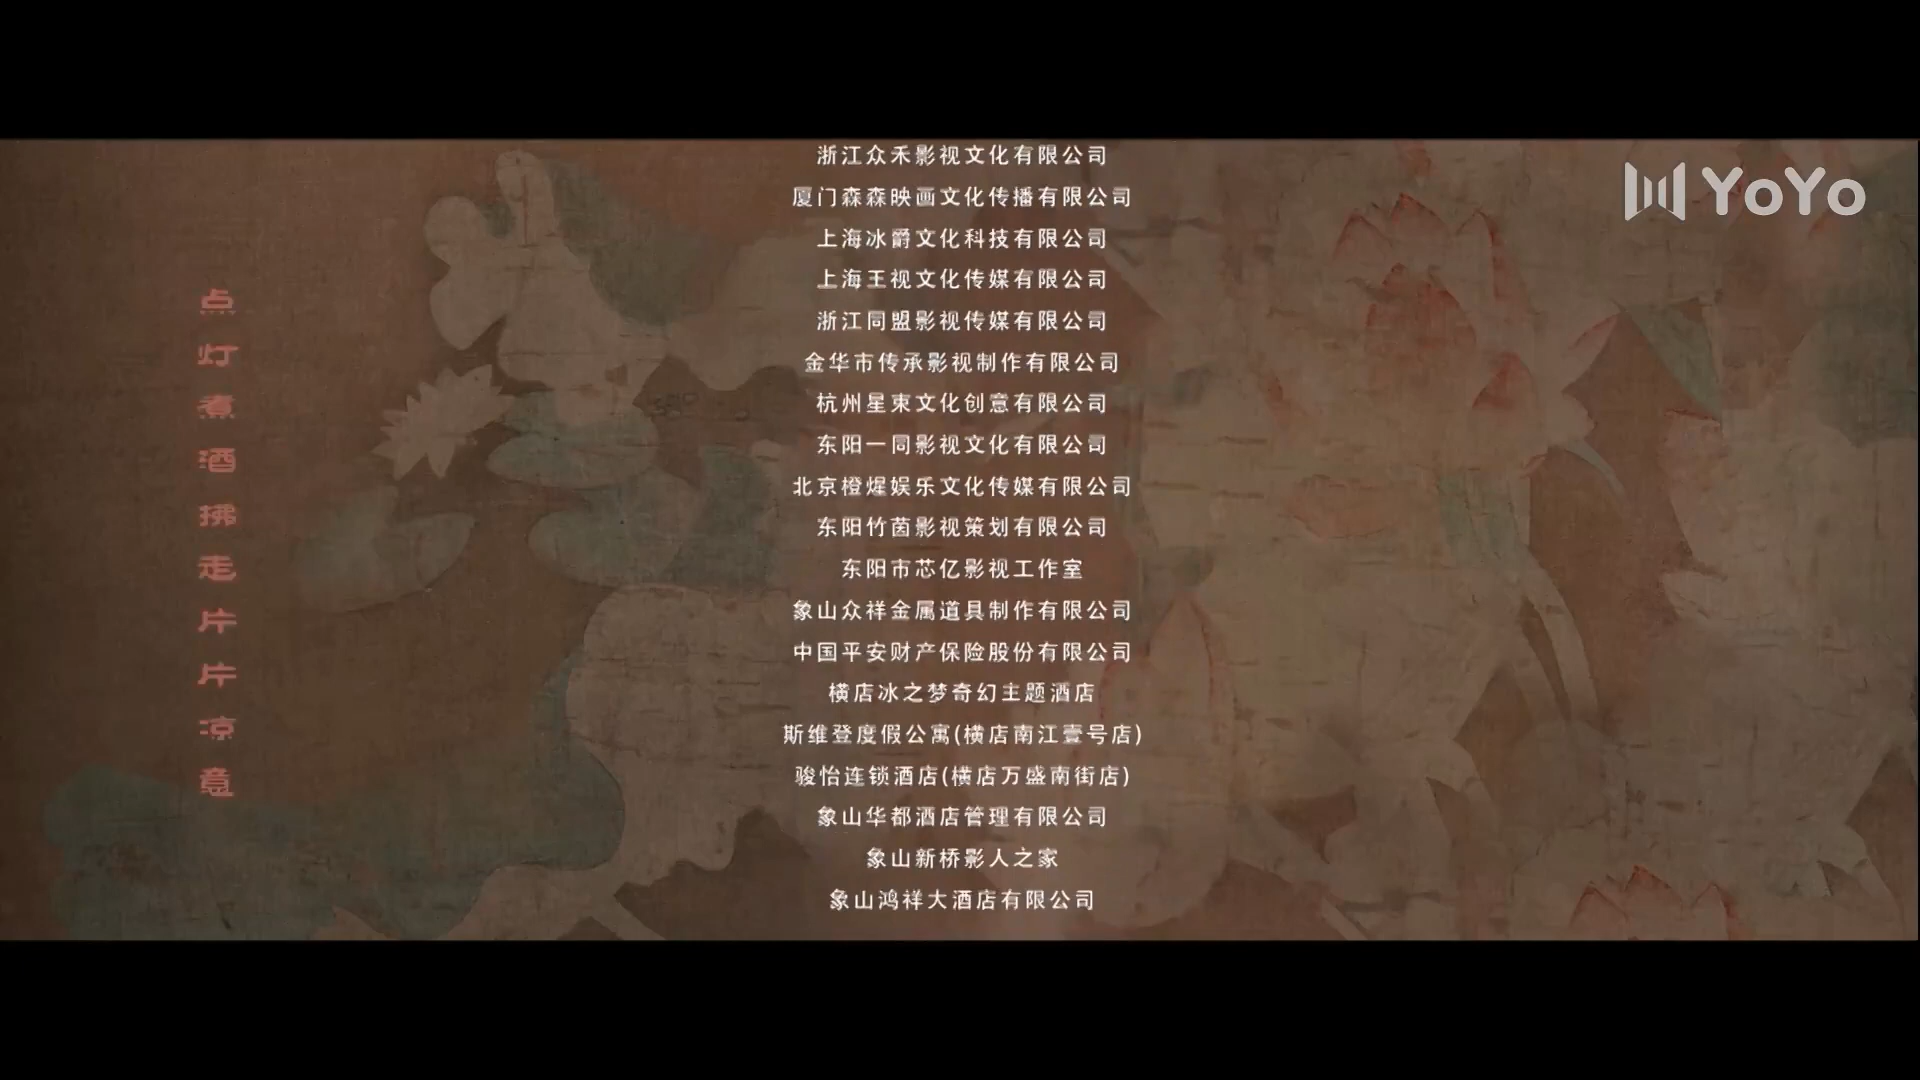 浙江众禾影视文化有限公司
厦门森森映画文化传播有限公司
上海冰爵文化科技有限公司
上海王视文化传媒有限公司
浙江同盟影视传媒有限公司
金华市传承影视制作有限公司
杭州星束文化创意有限公司
东阳一同影视文化有限公司
北京橙煋娱乐文化传媒有限公司
东阳竹茵影视策划有限公司
东阳市芯亿影视工作室
象山众祥金属道具制作有限公司
中国平安财产保险股份有限公司
横店冰之梦奇幻主题酒店
斯维登度假公寓(横店南江壹号店)
骏怡连锁酒店(横店万盛南街店)
象山华都酒店管理有限公司
象山新桥影人之家
象山鸿祥大酒店有限公司
点灯煮酒拂走片片凉意
YoYo